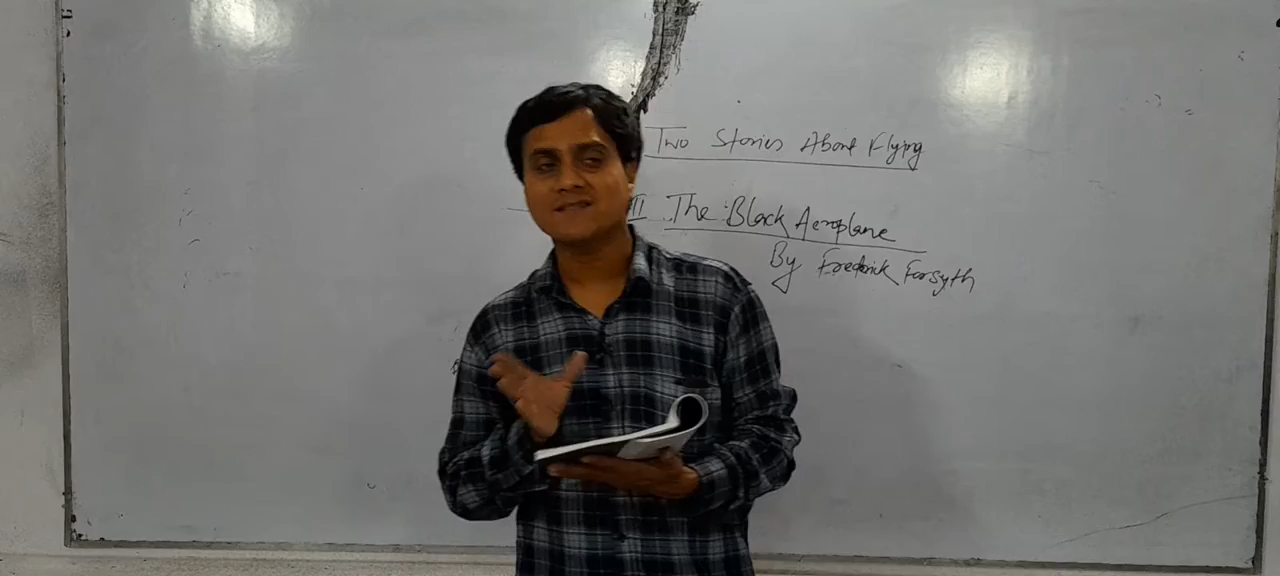 Two Stories About Flying
II The Black Aeroplane
By Frederick Forsyth